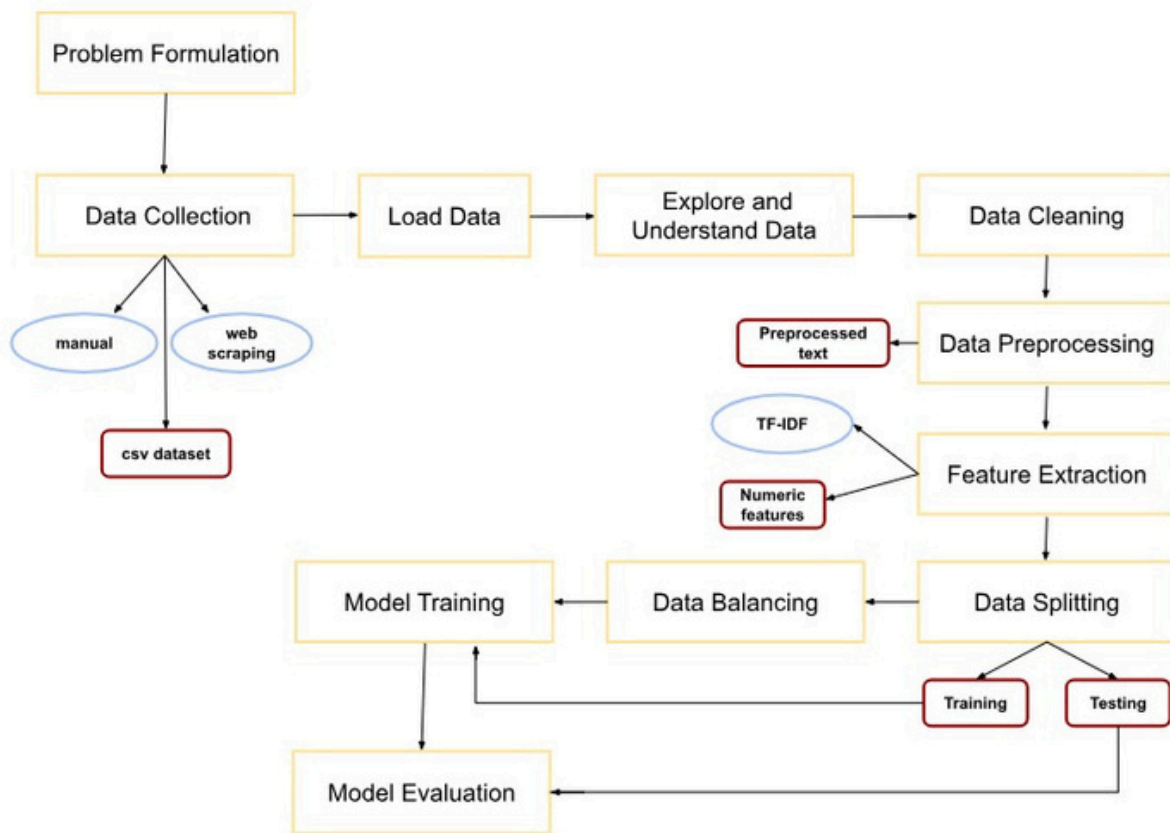 Problem Formulation
Data Collection
Load Data
Explore and
Understand Data
Data Cleaning
manual
web
scraping
csv dataset
Preprocessed
text
Data Preprocessing
TF-IDF
Numeric
features
Feature Extraction
Model Training
Data Balancing
Data Splitting
Training
Testing
Model Evaluation